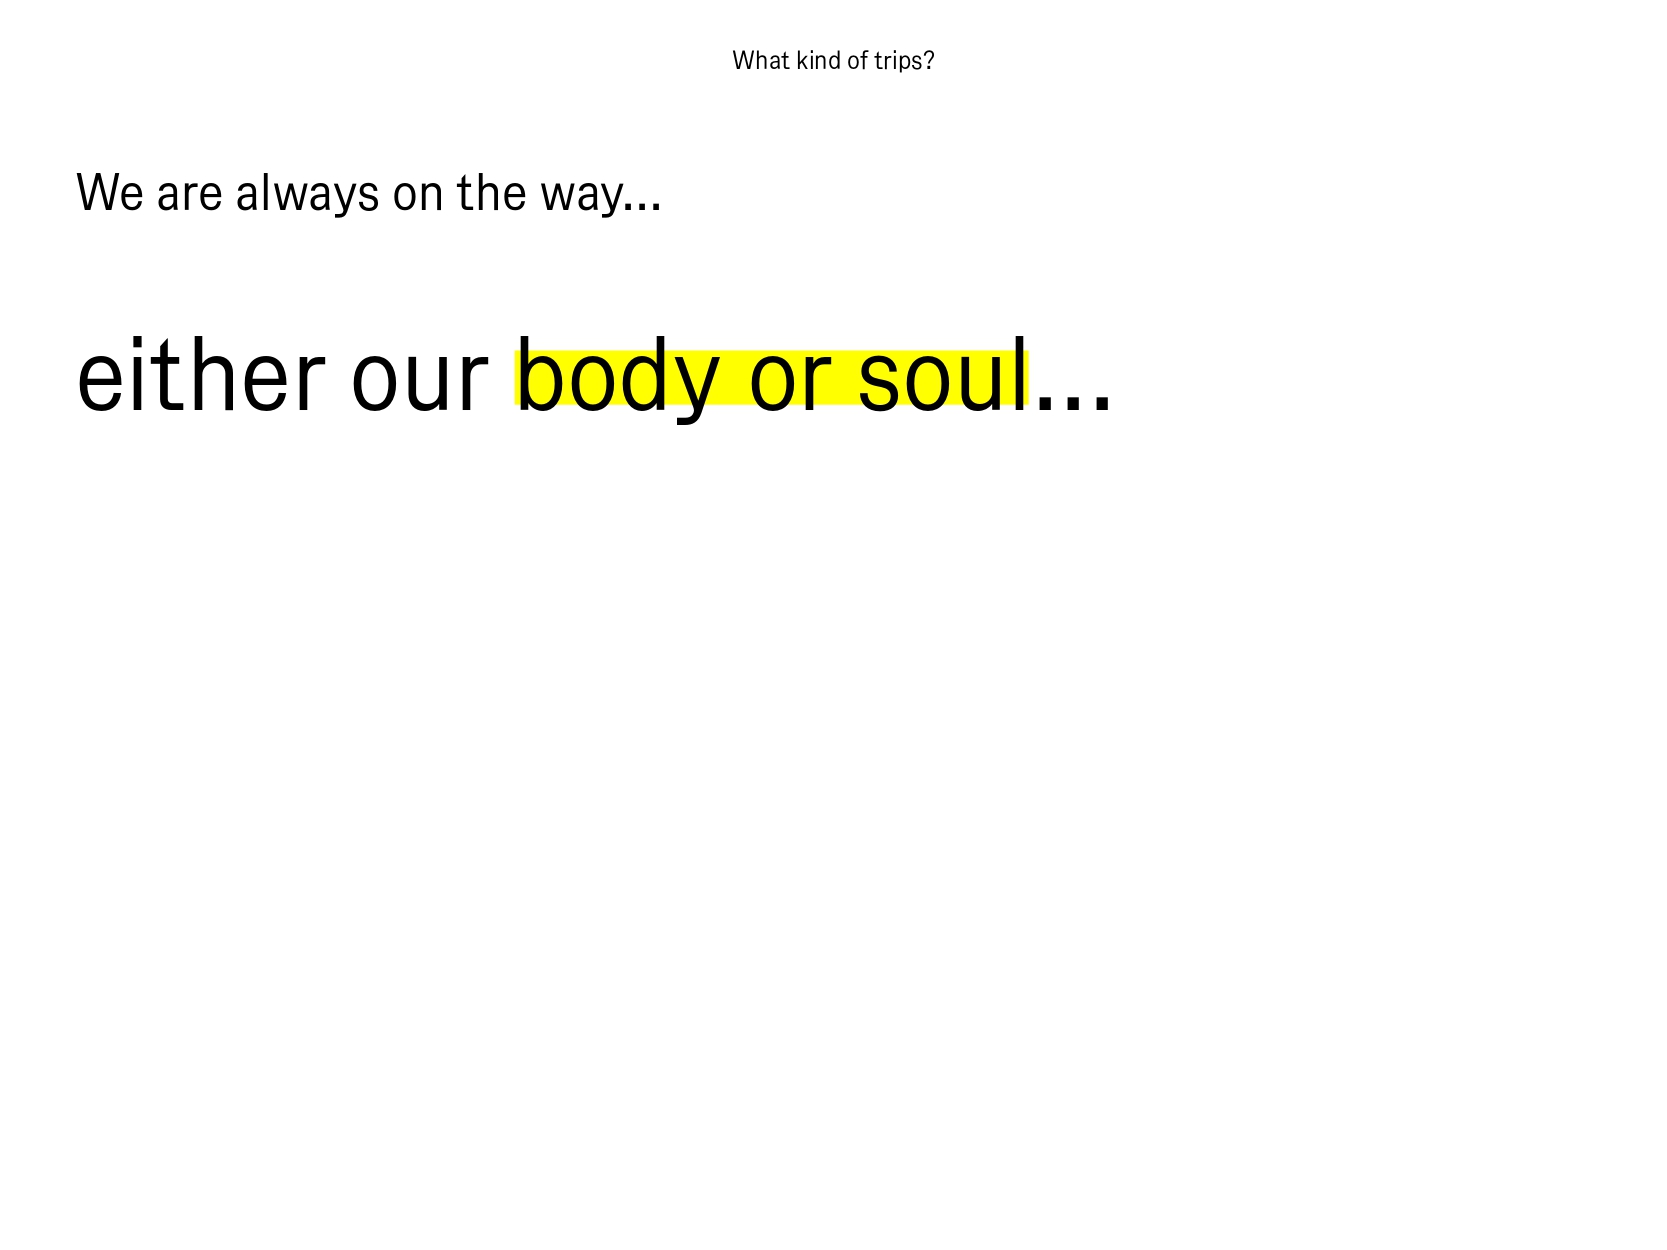 What kind of trips?
We are always on the way...
either our body or soul...